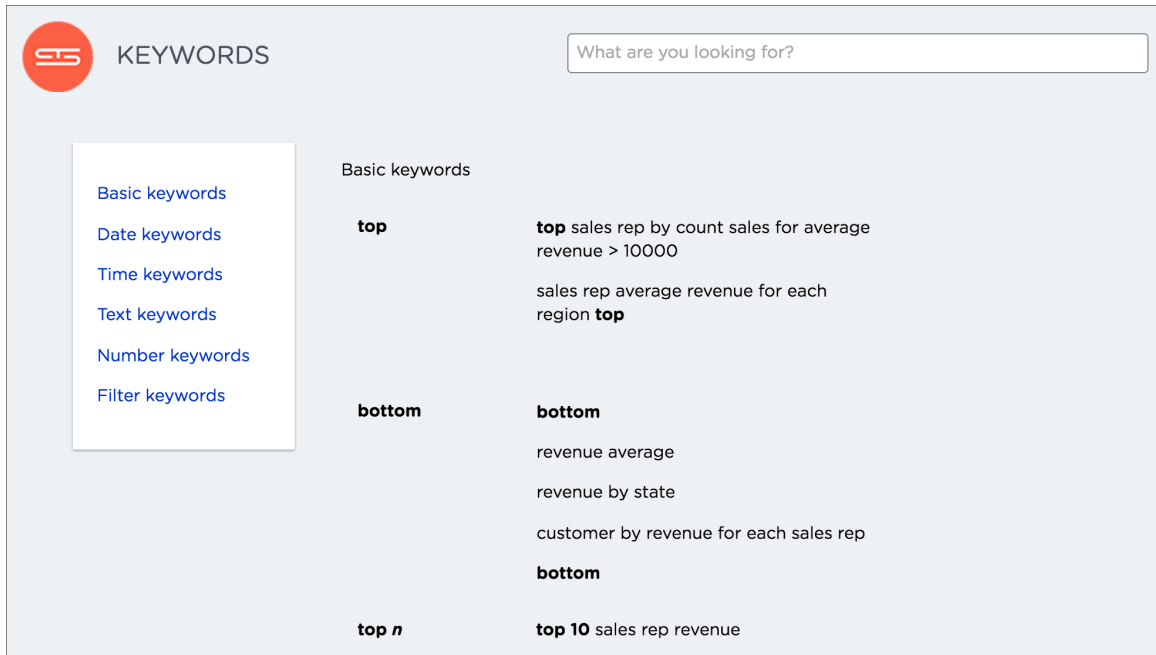 KEYWORDS
What are you looking for?
Basic keywords
Date keywords
Time keywords
Text keywords
Number keywords
Filter keywords
Basic keywords
top
top sales rep by count sales for average
revenue > 10000
sales rep average revenue for each
region top
bottom
bottom
revenue average
revenue by state
customer by revenue for each sales rep
bottom
top n
top 10 sales rep revenue